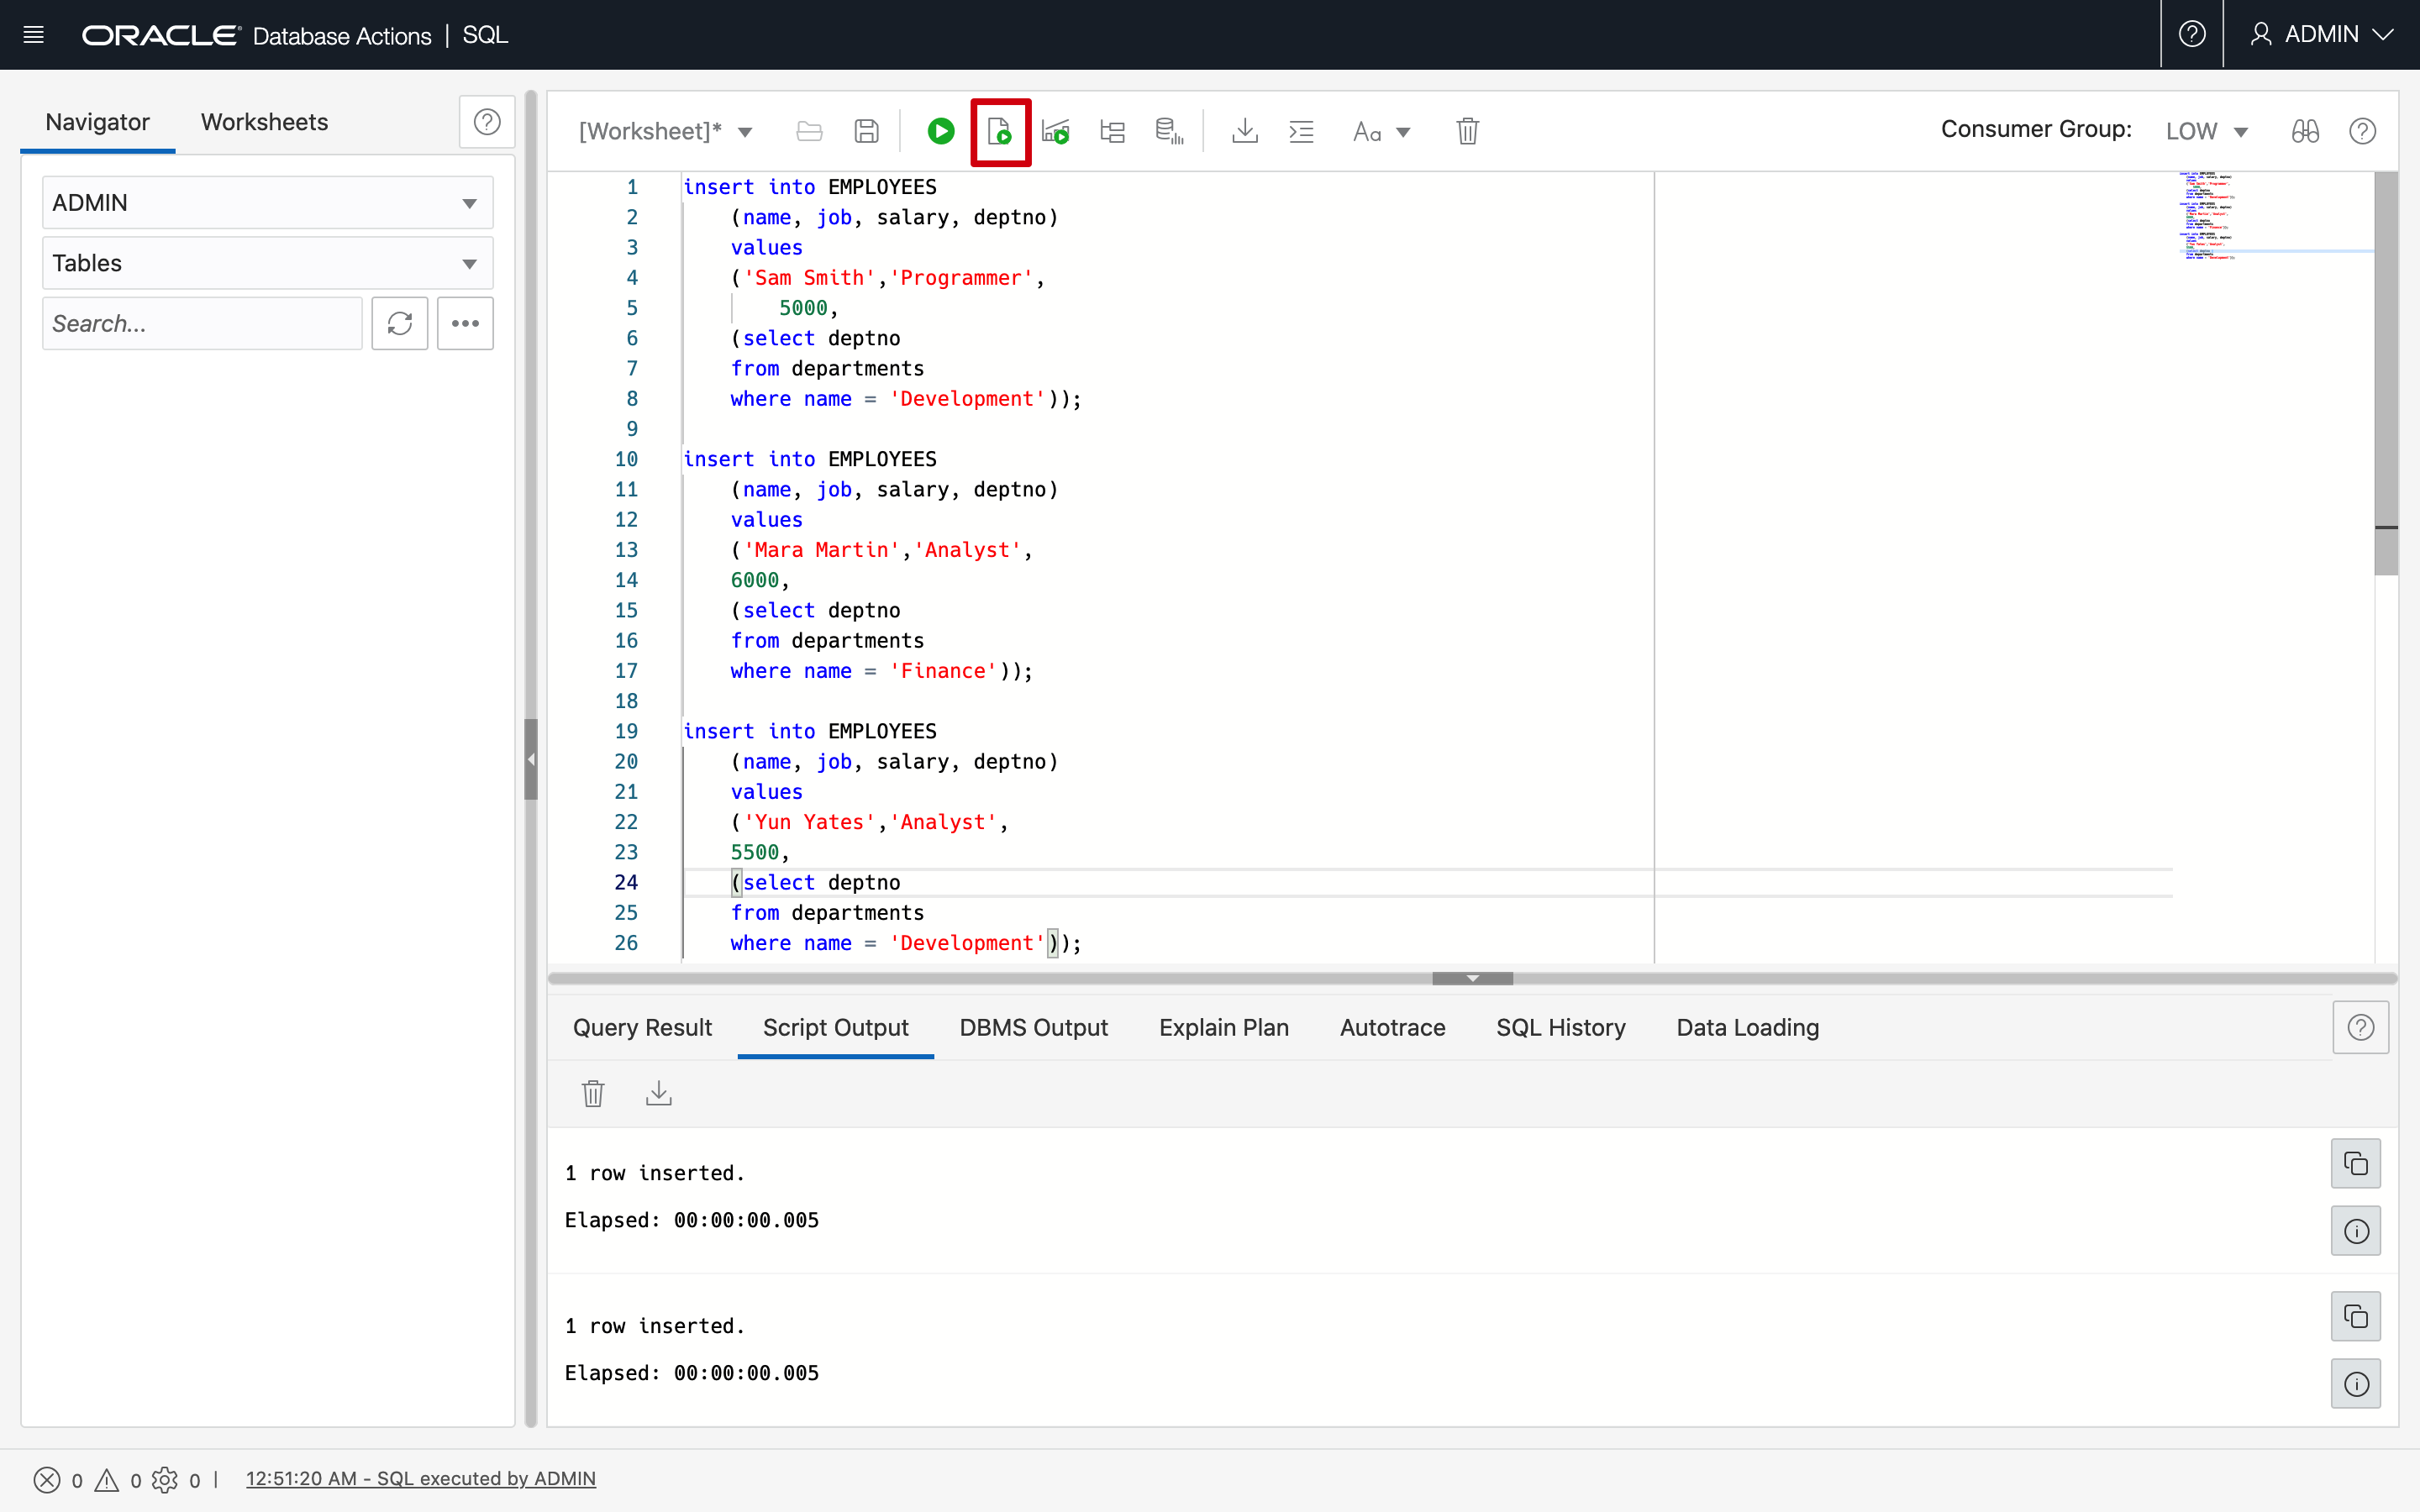 ORACLE Database Actions | SQL
ADMIN
Navigator
Worksheets
ADMIN
Tables
Search...
[Worksheet]*
Aa
Consumer Group:
LOW
1 insert into EMPLOYEES
2 (name, job, salary, deptno)
3 values
4 ('Sam Smith','Programmer',
5 5000,
6 (select deptno
7 from departments
8 where name = 'Development'));
9
10 insert into EMPLOYEES
11 (name, job, salary, deptno)
12 values
13 ('Mara Martin','Analyst',
14 6000,
15 (select deptno
16 from departments
17 where name = 'Finance'));
18
19 insert into EMPLOYEES
20 (name, job, salary, deptno)
21 values
22 ('Yun Yates','Analyst',
23 5500,
24 (select deptno
25 from departments
26 where name = 'Development'));
Query Result
Script Output
DBMS Output
Explain Plan
Autotrace
SQL History
Data Loading
1 row inserted.
Elapsed: 00:00:00.005
1 row inserted.
Elapsed: 00:00:00.005
0 0 0 | 12:51:20 AM - SQL executed by ADMIN